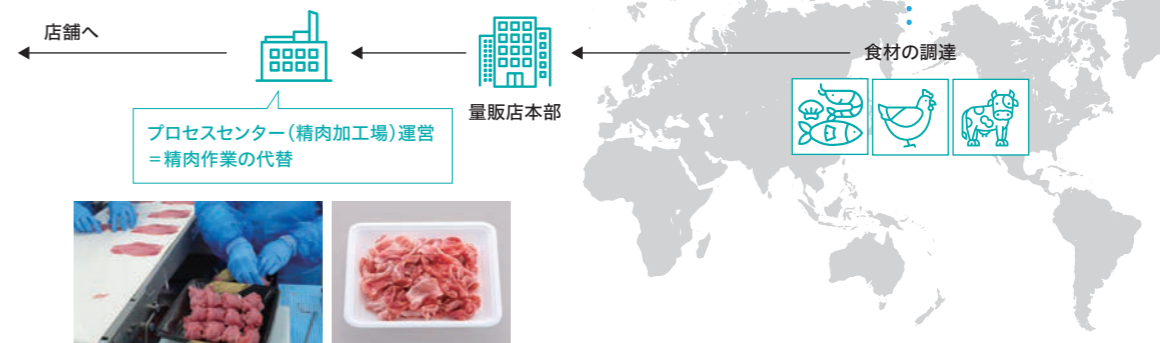 店舗へ
食材の調達
量販店本部
プロセスセンター（精肉加工場）運営
＝精肉作業の代替